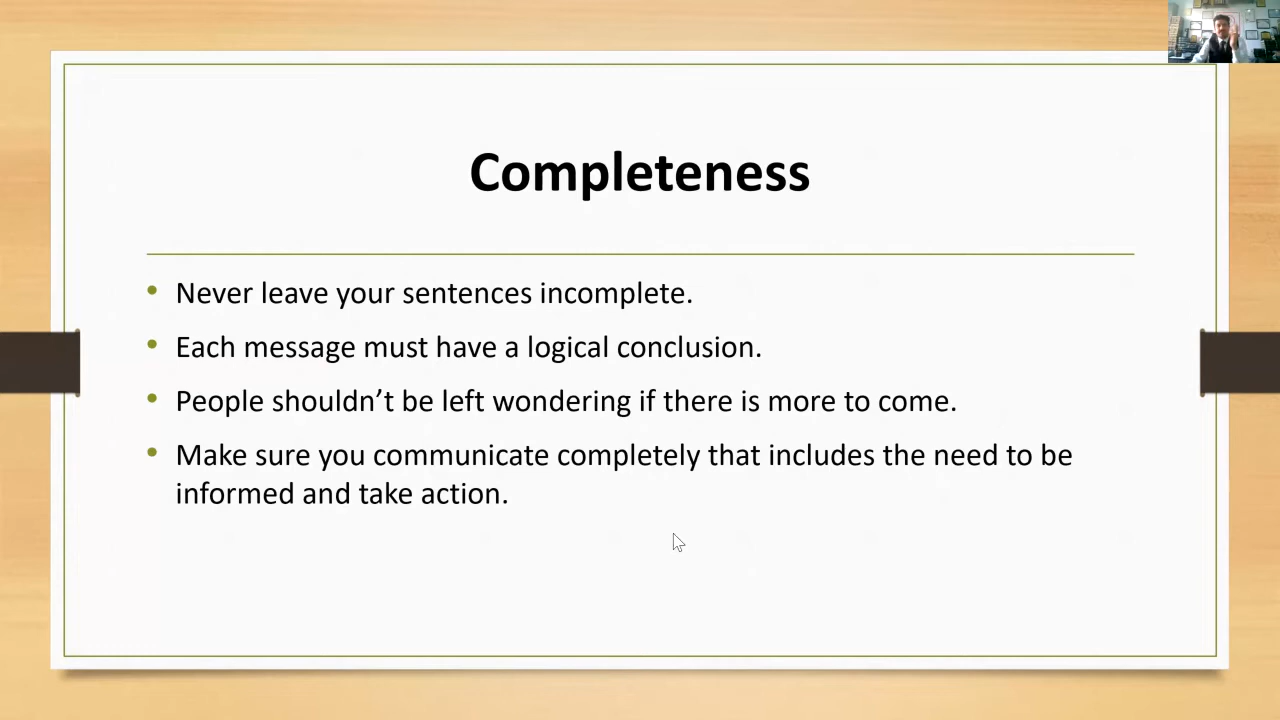 Completeness
Never leave your sentences incomplete.
Each message must have a logical conclusion.
People shouldn’t be left wondering if there is more to come.
Make sure you communicate completely that includes the need to be
informed and take action.